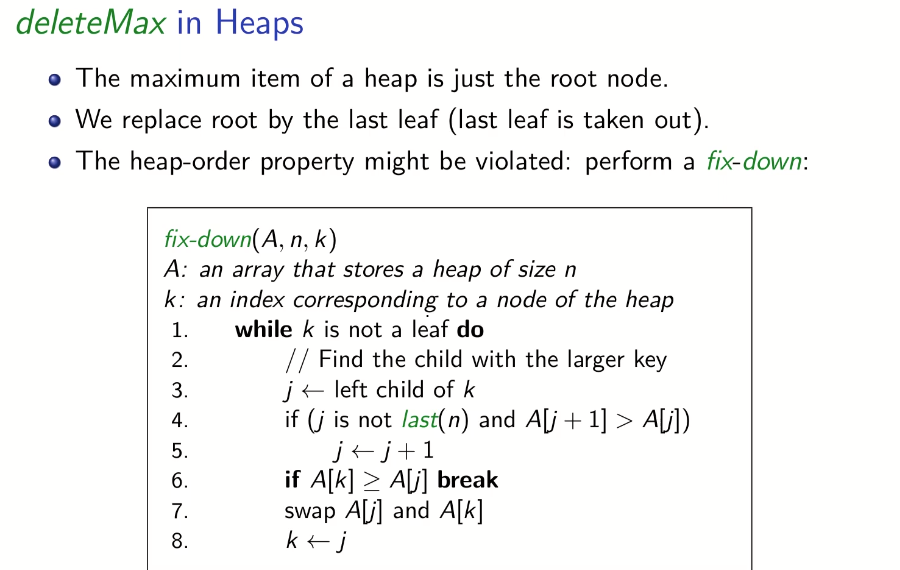 deleteMax in Heaps
The maximum item of a heap is just the root node.
We replace root by the last leaf (last leaf is taken out).
The heap-order property might be violated: perform a fix-down:
fix-down(A, n, k)
A: an array that stores a heap of size n
k: an index corresponding to a node of the heap
1. while k is not a leaf do
2. // Find the child with the larger key
3. j ← left child of k
4. if (j is not last(n) and A[j + 1] > A[j])
5. j ← j + 1
6. if A[k] ≥ A[j] break
7. swap A[j] and A[k]
8. k ← j